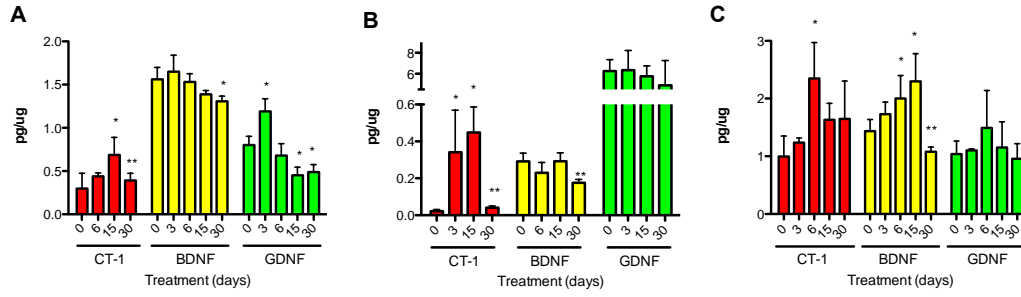 A
2.0
1.5
1.0
0.5
0.0
pg/ug
* ** * * * *
0 6 15 30 0 3 6 15 30 0 3 6 15 30
CT-1 BDNF GDNF
Treatment (days)
B
8
6
0.6
0.4
0.2
0.0
pg/ug
* * ** **
0 3 15 30 0 6 15 30 0 3 15 30
CT-1 BDNF GDNF
Treatment (days)
C
3
2
1
0
pg/ug
* * * **
0 3 6 15 30 0 3 6 15 30 0 3 6 15 30
CT-1 BDNF GDNF
Treatment (days)